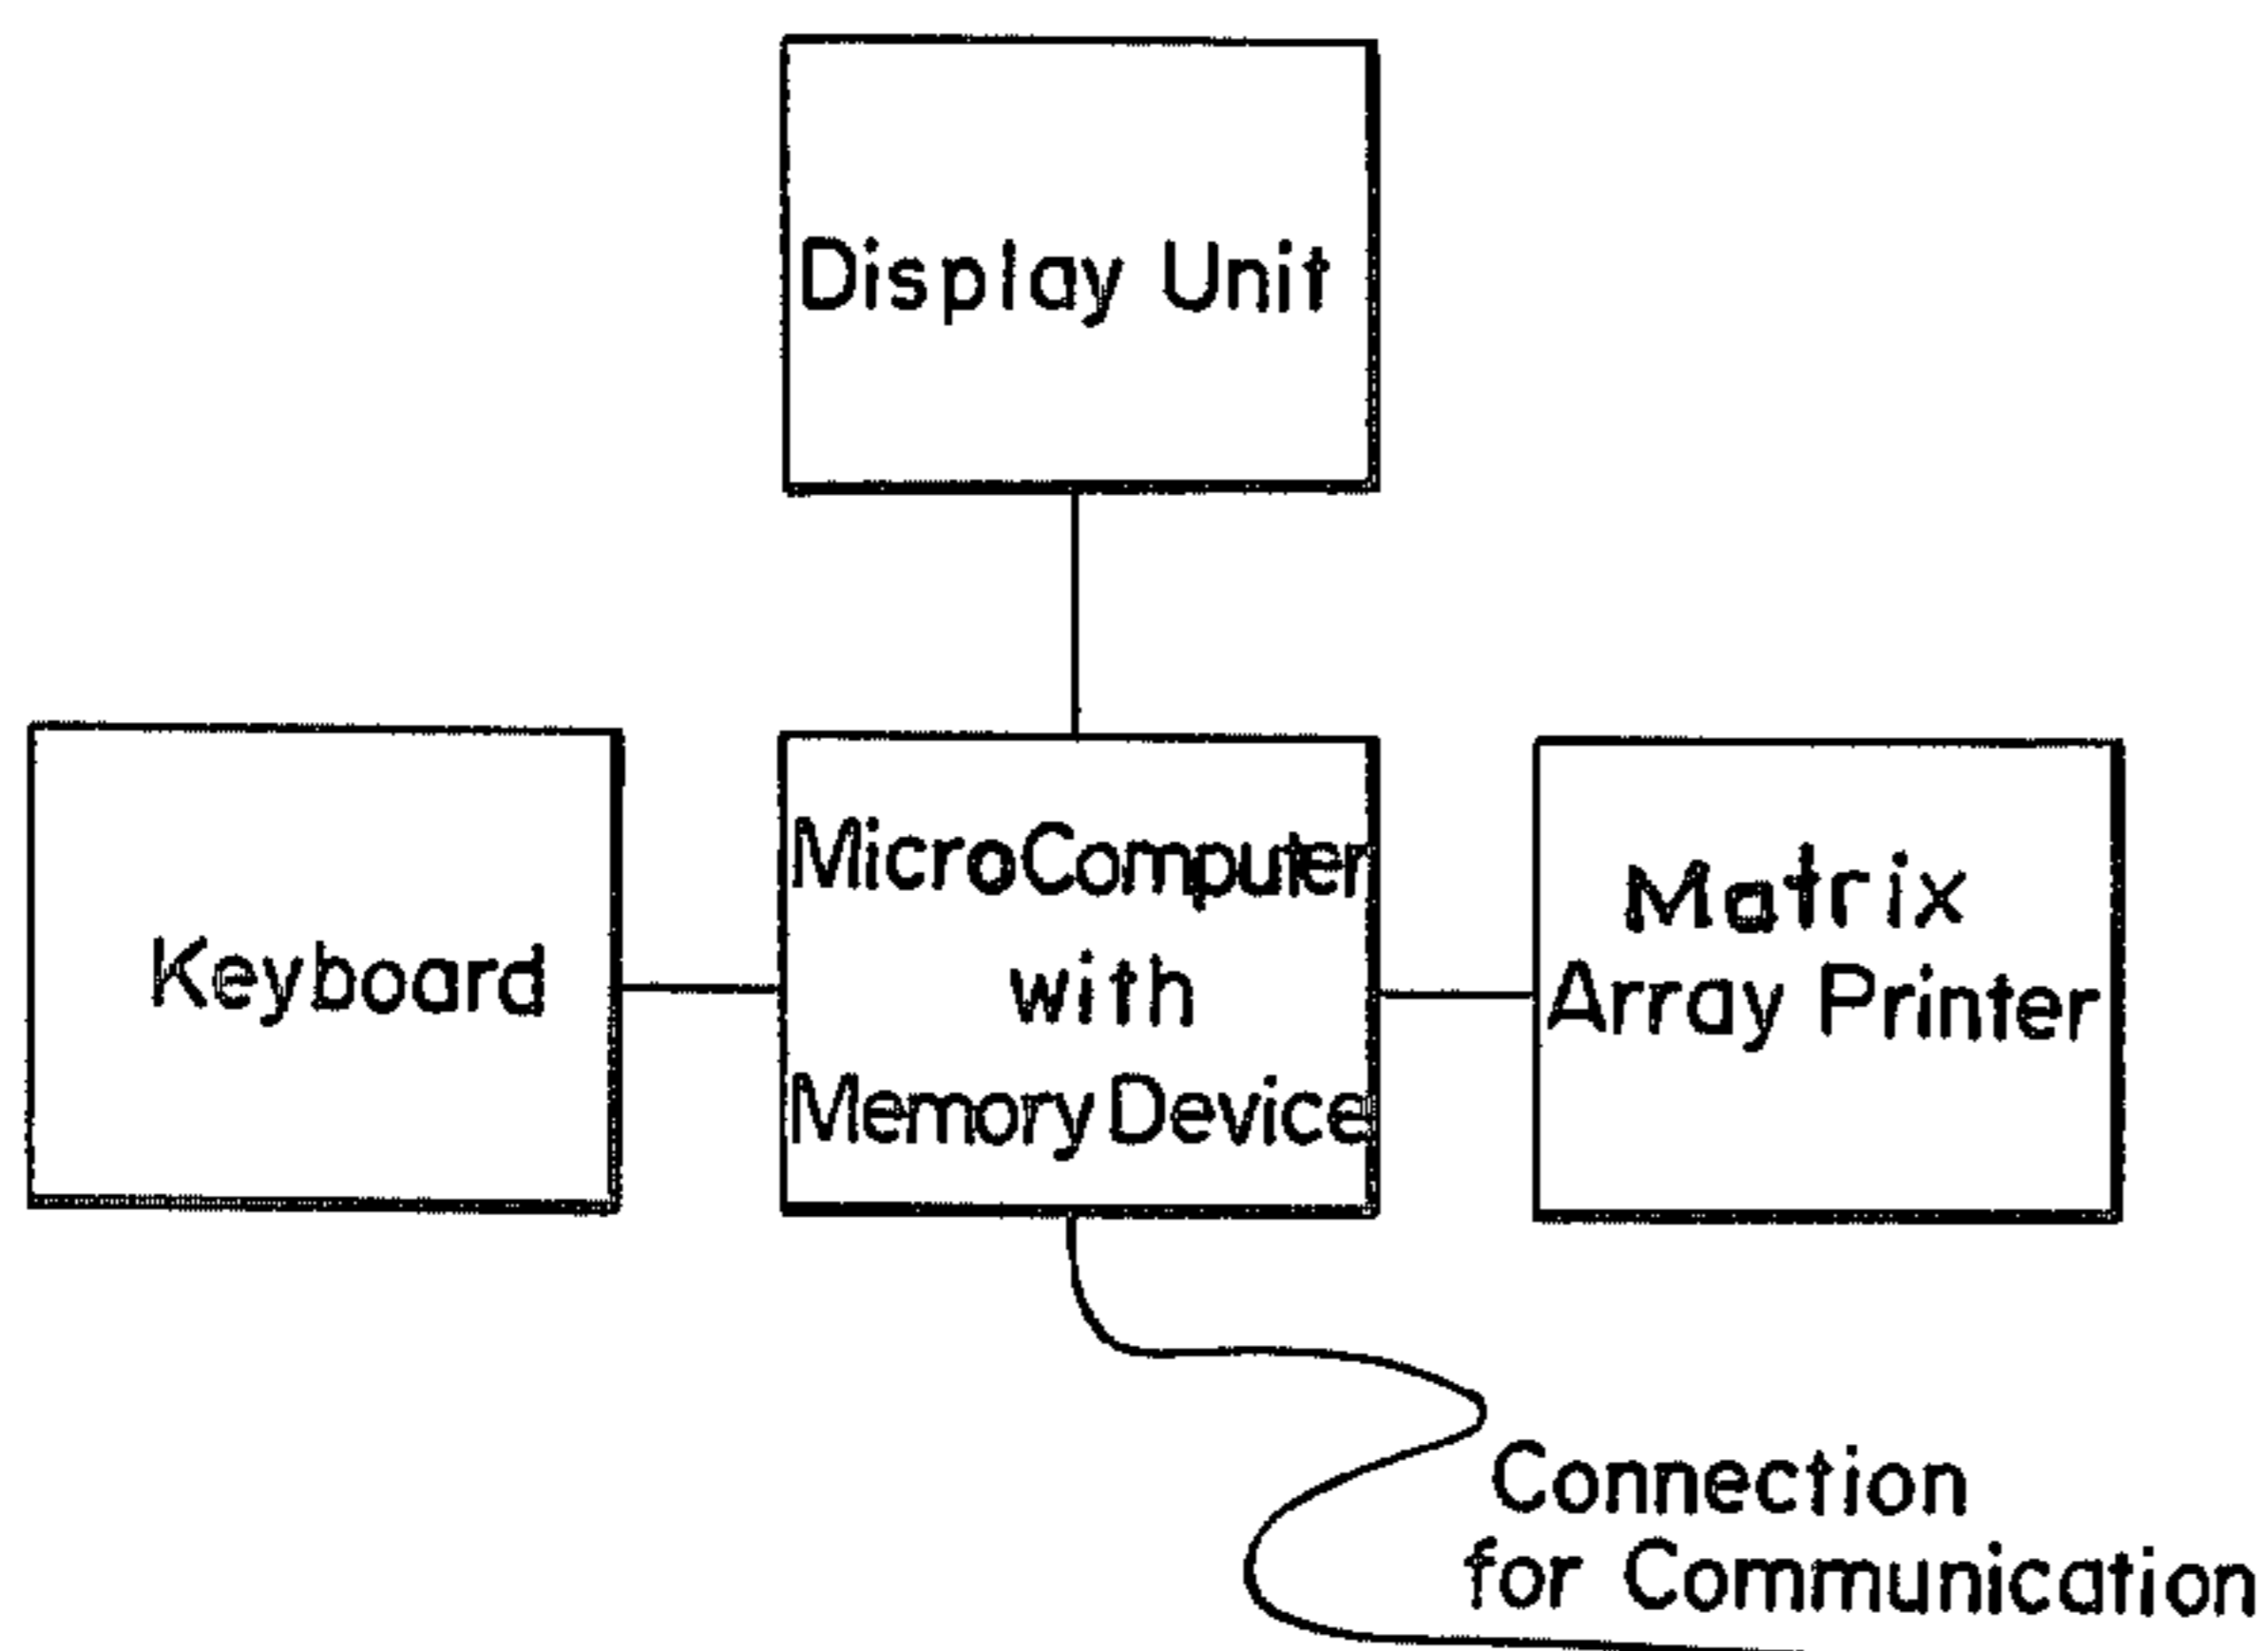 Display Unit
Keyboard
MicroComputer
with
Memory Device
Matrix
Array Printer
Connection
for Communication